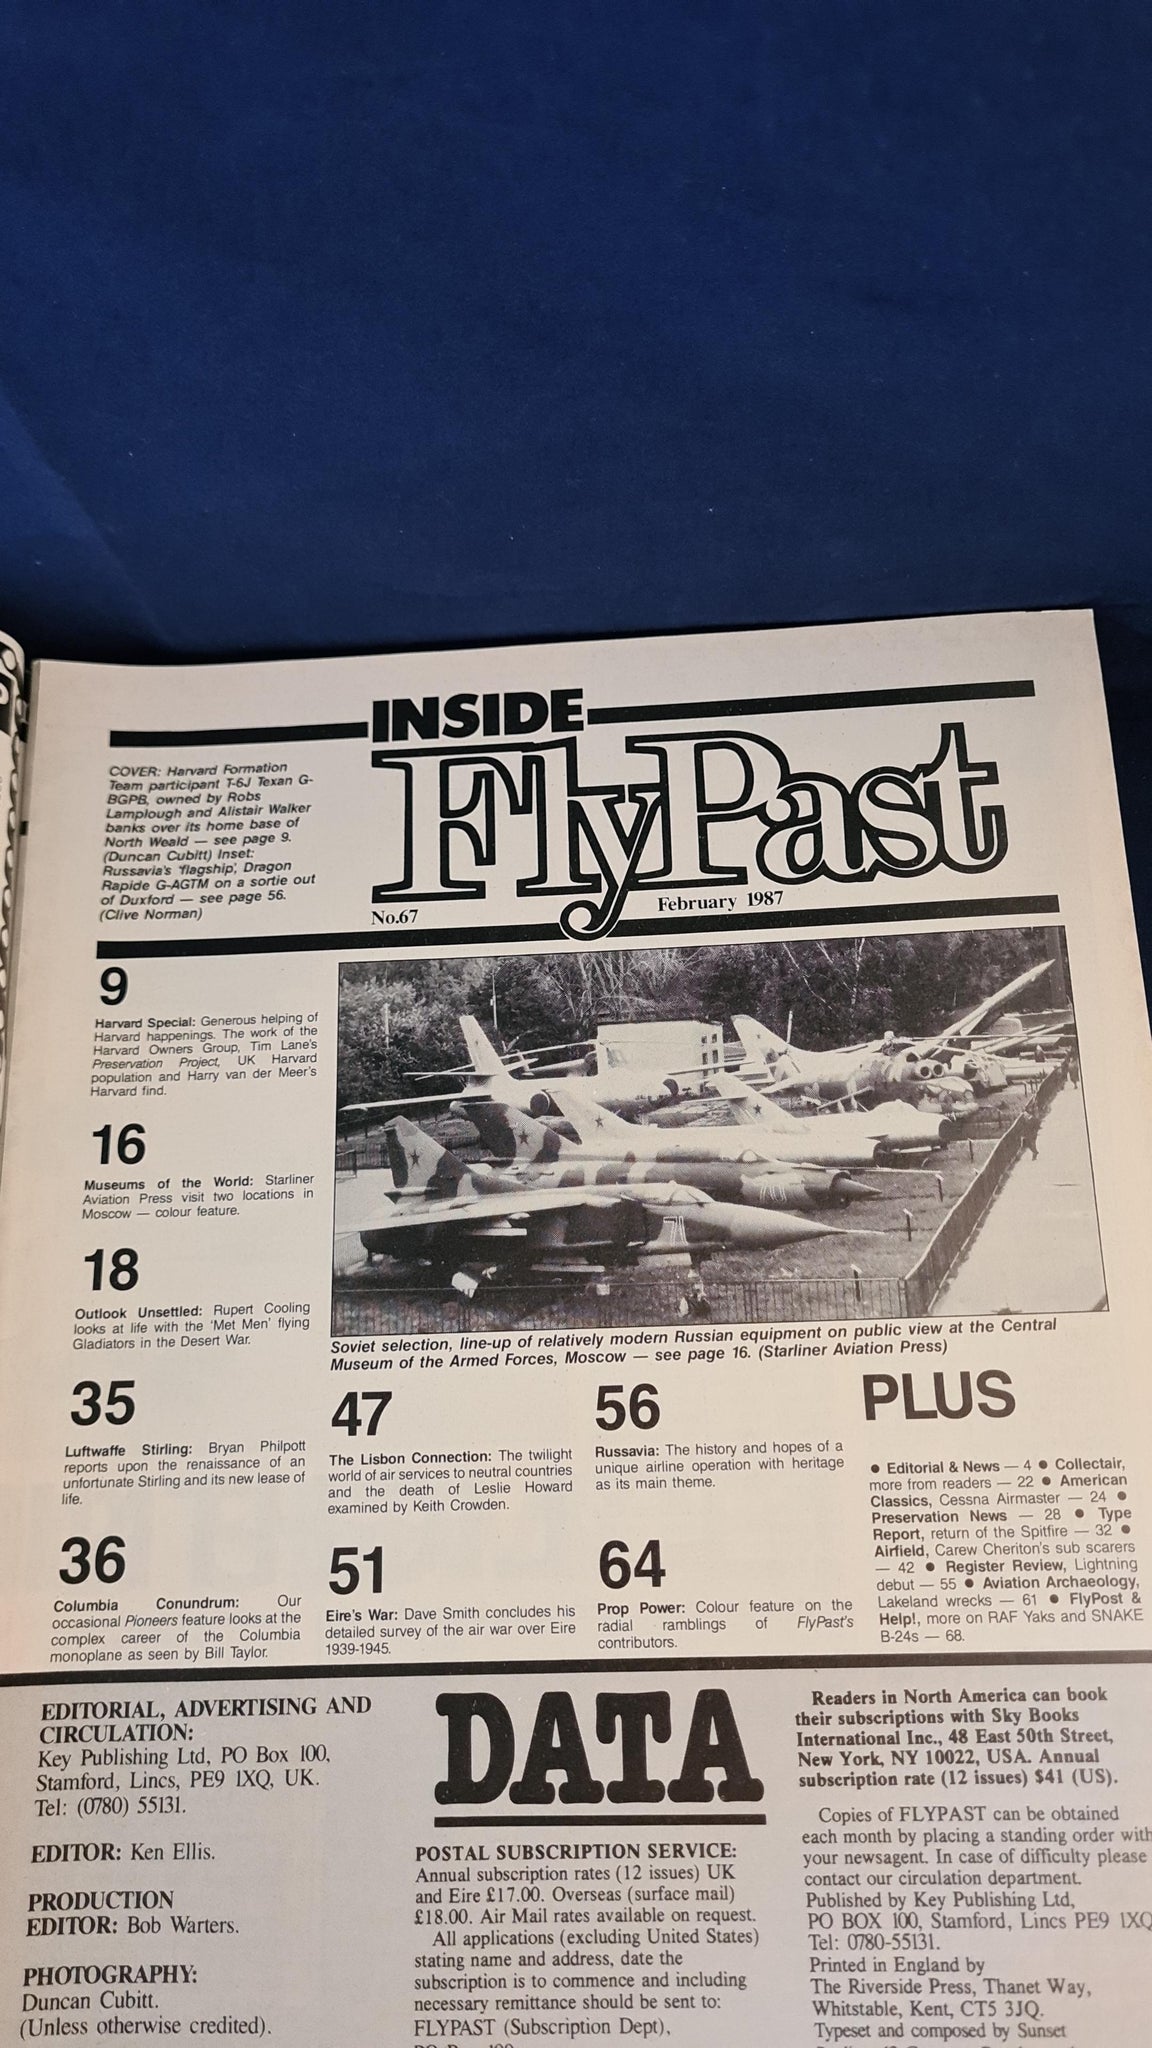 INSIDE
FlyPast
No.67
February 1987
COVER: Harvard Formation
Team participant T-6J Texan G-
BGPB, owned by Robs
Lamplough and Alistair Walker
banks over its home base of
North Weald — see page 9.
(Duncan Cubitt) Inset:
Russavia's 'flagship', Dragon
Rapide G-AGTM on a sortie out
of Duxford — see page 56.
(Clive Norman)
9
Harvard Special: Generous helping of
Harvard happenings. The work of the
Harvard Owners Group, Tim Lane's
Preservation Project, UK Harvard
population and Harry van der Meer's
Harvard find.
16
Museums of the World: Starliner
Aviation Press visit two locations in
Moscow — colour feature.
18
Outlook Unsettled: Rupert Cooling
looks at life with the 'Met Men' flying
Gladiators in the Desert War.
Soviet selection, line-up of relatively modern Russian equipment on public view at the Central
Museum of the Armed Forces, Moscow — see page 16. (Starliner Aviation Press)
35
Luftwaffe Stirling: Bryan Philpott
reports upon the renaissance of an
unfortunate Stirling and its new lease of
life.
36
Columbia Conundrum: Our
occasional Pioneers feature looks at the
complex career of the Columbia
monoplane as seen by Bill Taylor.
47
The Lisbon Connection: The twilight
world of air services to neutral countries
and the death of Leslie Howard
examined by Keith Crowden.
51
Eire's War: Dave Smith concludes his
detailed survey of the air war over Eire
1939-1945.
56
Russavia: The history and hopes of a
unique airline operation with heritage
as its main theme.
64
Prop Power: Colour feature on the
radial ramblings of FlyPast's
contributors.
PLUS
● Editorial & News — 4 ● Collectair,
more from readers — 22 ● American
Classics, Cessna Airmaster — 24 ●
Preservation News — 28 ● Type
Report, return of the Spitfire — 32 ●
Airfield, Carew Cheriton's sub scarers
— 42 ● Register Review, Lightning
debut — 55 ● Aviation Archaeology,
Lakeland wrecks — 61 ● FlyPost &
Help!, more on RAF Yaks and SNAKE
B-24s — 68.
EDITORIAL, ADVERTISING AND
CIRCULATION:
Key Publishing Ltd, PO Box 100,
Stamford, Lincs, PE9 1XQ, UK.
Tel: (0780) 55131.
EDITOR: Ken Ellis.
PRODUCTION
EDITOR: Bob Warters.
PHOTOGRAPHY:
Duncan Cubitt.
(Unless otherwise credited).
DATA
POSTAL SUBSCRIPTION SERVICE:
Annual subscription rates (12 issues) UK
and Eire £17.00. Overseas (surface mail)
£18.00. Air Mail rates available on request.
All applications (excluding United States)
stating name and address, date the
subscription is to commence and including
necessary remittance should be sent to:
FLYPAST (Subscription Dept),
Readers in North America can book
their subscriptions with Sky Books
International Inc., 48 East 50th Street,
New York, NY 10022, USA. Annual
subscription rate (12 issues) $41 (US).
Copies of FLYPAST can be obtained
each month by placing a standing order with
your newsagent. In case of difficulty please
contact our circulation department.
Published by Key Publishing Ltd,
PO BOX 100, Stamford, Lincs PE9 1XQ
Tel: 0780-55131.
Printed in England by
The Riverside Press, Thanet Way,
Whitstable, Kent, CT5 3JQ.
Typeset and composed by Sunset